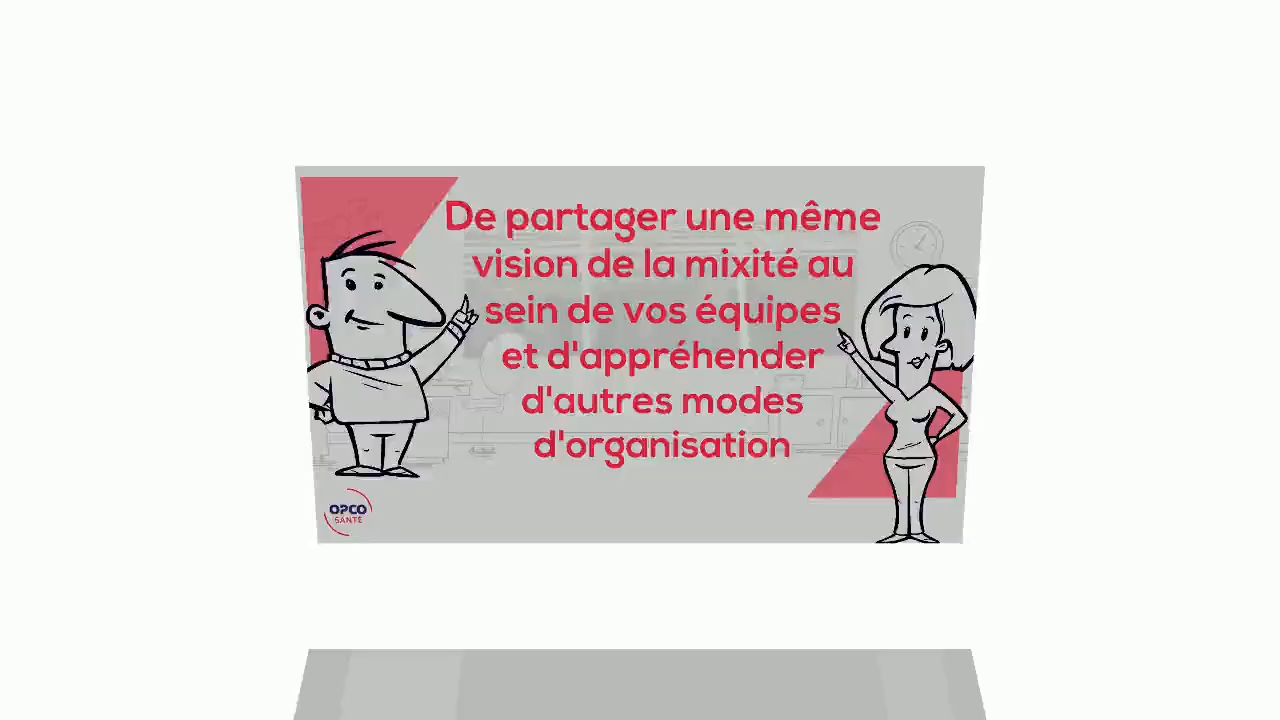 De partager une même
vision de la mixité au
sein de vos équipes
et d'appréhender
d'autres modes
d'organisation
OPCO
SANTÉ